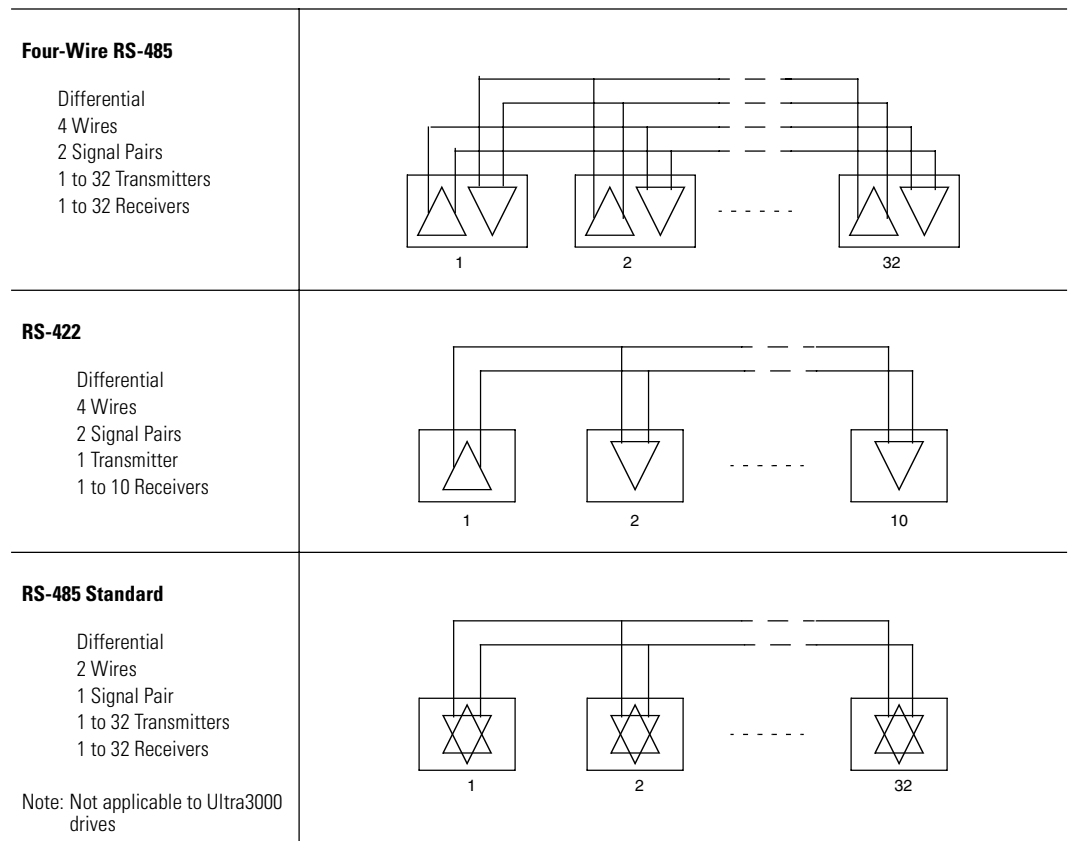 Four-Wire RS-485
Differential
4 Wires
2 Signal Pairs
1 to 32 Transmitters
1 to 32 Receivers
1
2
32
RS-422
Differential
4 Wires
2 Signal Pairs
1 Transmitter
1 to 10 Receivers
1
2
10
RS-485 Standard
Differential
2 Wires
1 Signal Pair
1 to 32 Transmitters
1 to 32 Receivers
Note: Not applicable to Ultra3000
drives
1
2
32